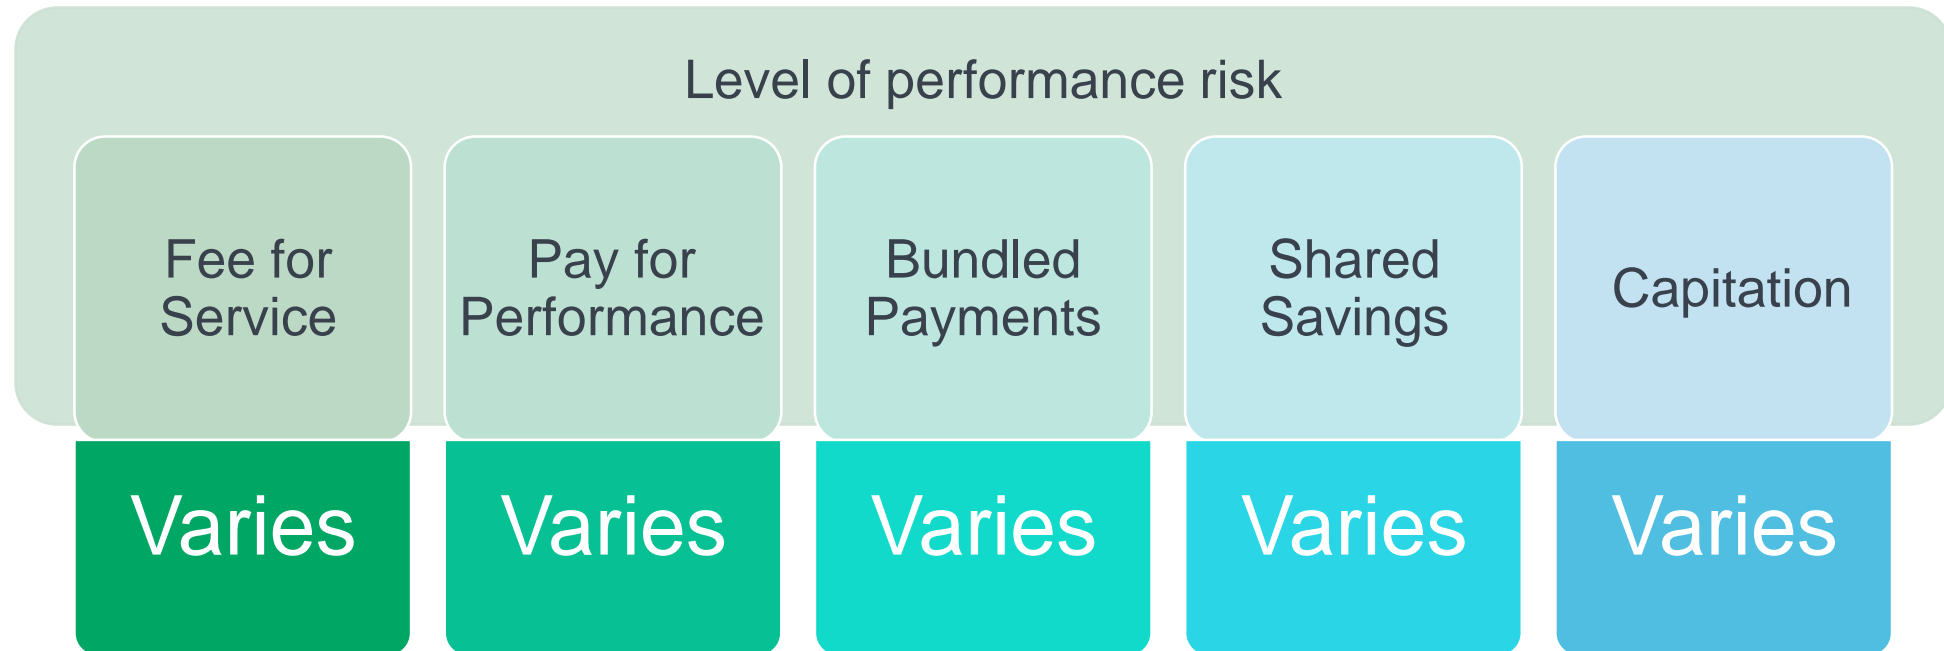 Level of performance risk
Fee for
Service
Pay for
Performance
Bundled
Payments
Shared
Savings
Capitation
Varies
Varies
Varies
Varies
Varies